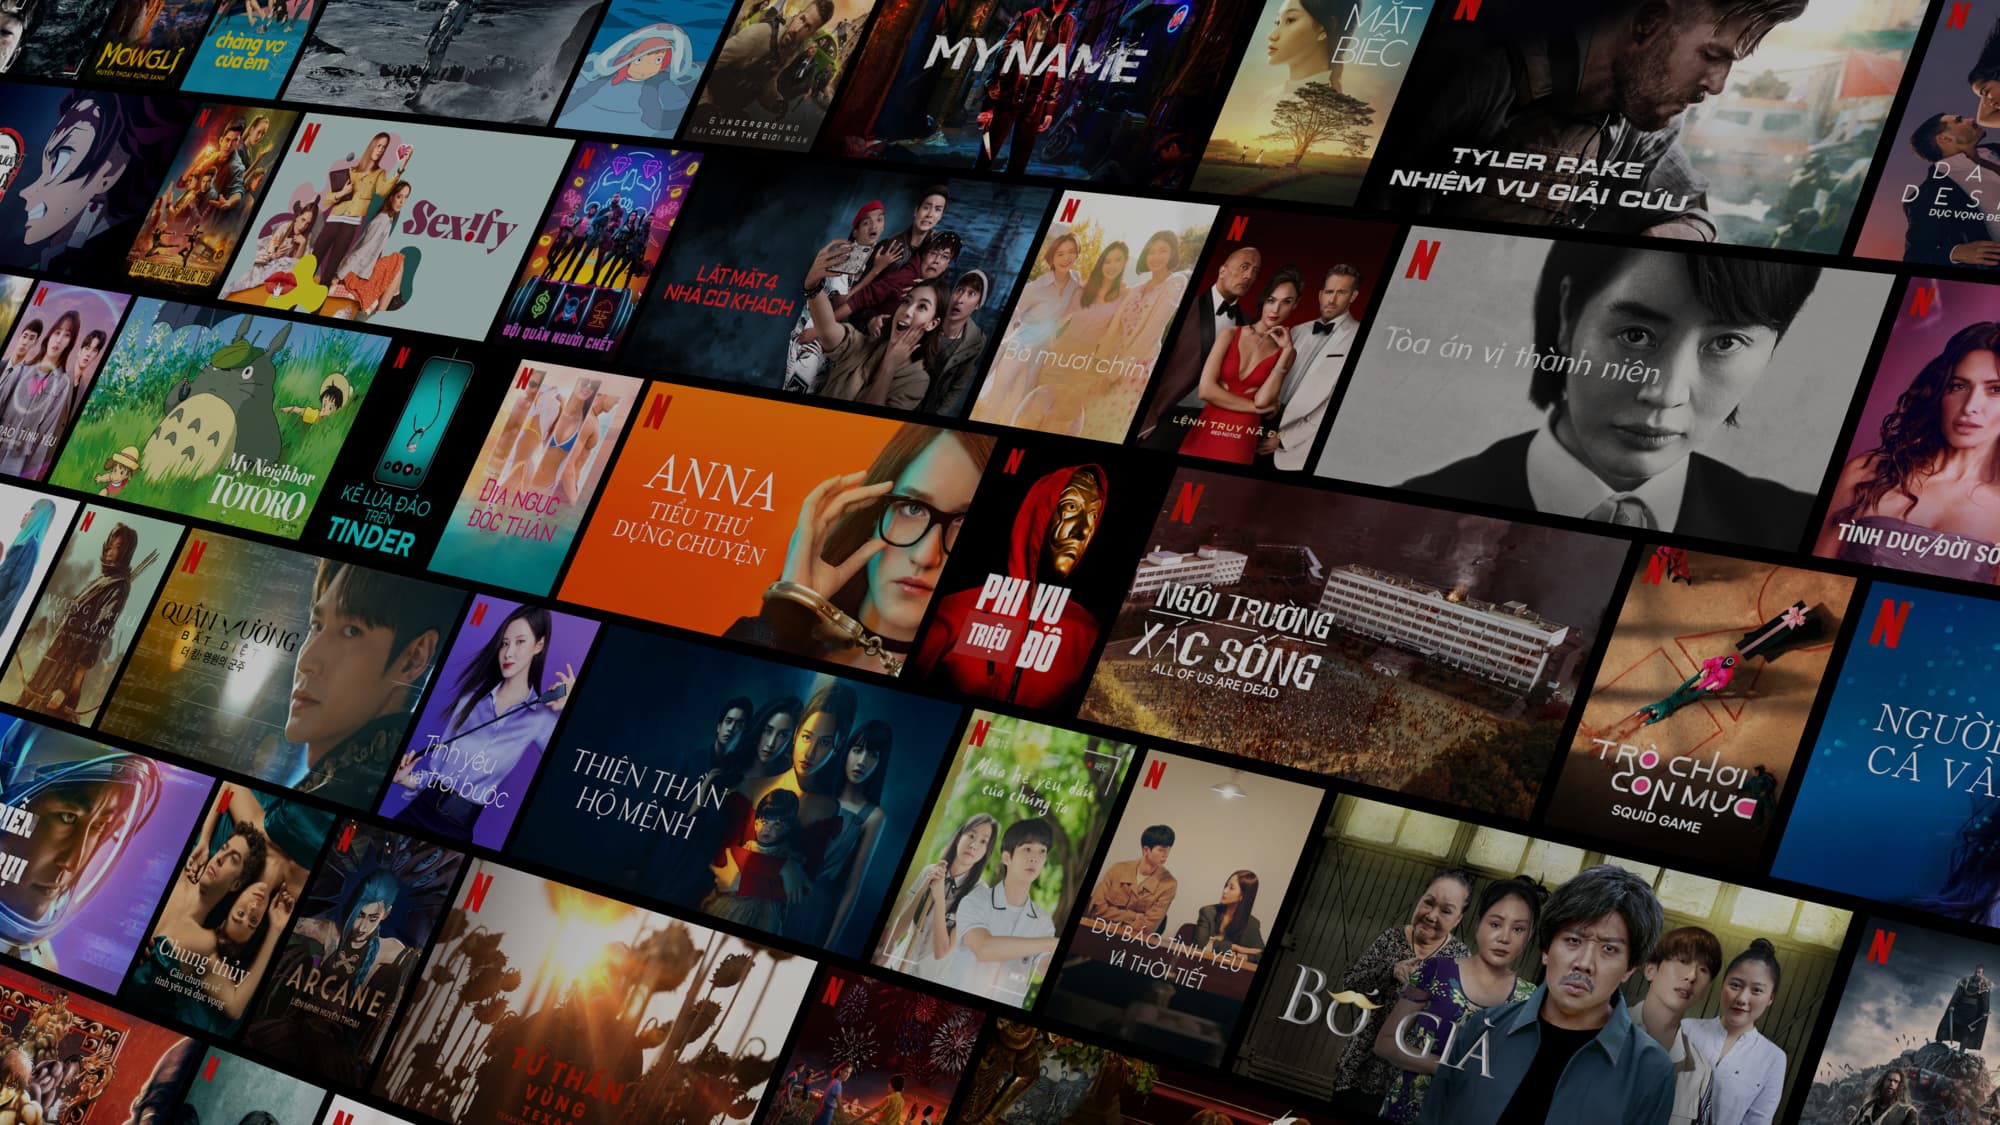 MOWGLI
HUYỀN THOẠI RỪNG XANH
chàng vợ
của em
6 UNDERGROUND
ĐẠI CHIẾN THẾ GIỚI NGẦM
MY NAME
MẮT
BIẾC
N
TYLER RAKE
NHIỆM VỤ GIẢI CỨU
N
DỤC VỌNG ĐE
N
N
Sex!fy
N
ĐỘI QUÂN NGƯỜI CHẾT
LẬT MẶT 4
NHÀ CÓ KHÁCH
N
Ba mươi chín
N
LỆNH TRUY NÃ Đ
RED NOTICE
N
Tòa án vị thành niên
N
TÌNH DỤC/ĐỜI SỐ
N
My Neighbor
TOTORO
N
KẺ LỪA ĐẢO
TRÊN
TINDER
N
ĐỊA NGỤC
ĐỘC THÂN
N
ANNA
TIỂU THƯ
DỰNG CHUYỆN
N
PHI VỤ
TRIỆU ĐÔ
N
NGÔI TRƯỜNG
XÁC SỐNG
ALL OF US ARE DEAD
N
TRÒ CHƠI
CON MỰC
SQUID GAME
N
NGƯỜI
CÁ VÀ
N
VƯƠNG TRIỀU
XÁC SỐNG
N
QUÂN VƯƠNG
BẤT DIỆT
더 킹: 영원의 군주
N
Tình yêu
và trói buộc
THIÊN THẦN
HỘ MỆNH
N
Mùa hè yêu dấu
của chúng ta
REC
N
DỰ BÁO TÌNH YÊU
VÀ THỜI TIẾT
BỐ GIÀ
N
N
Chung thủy
Câu chuyện về
tình yêu và dục vọng
N
ARCANE
LIÊN MINH HUYỀN THOẠI
N
TỬ THẦN
VÙNG
TEXAS
N
N
N